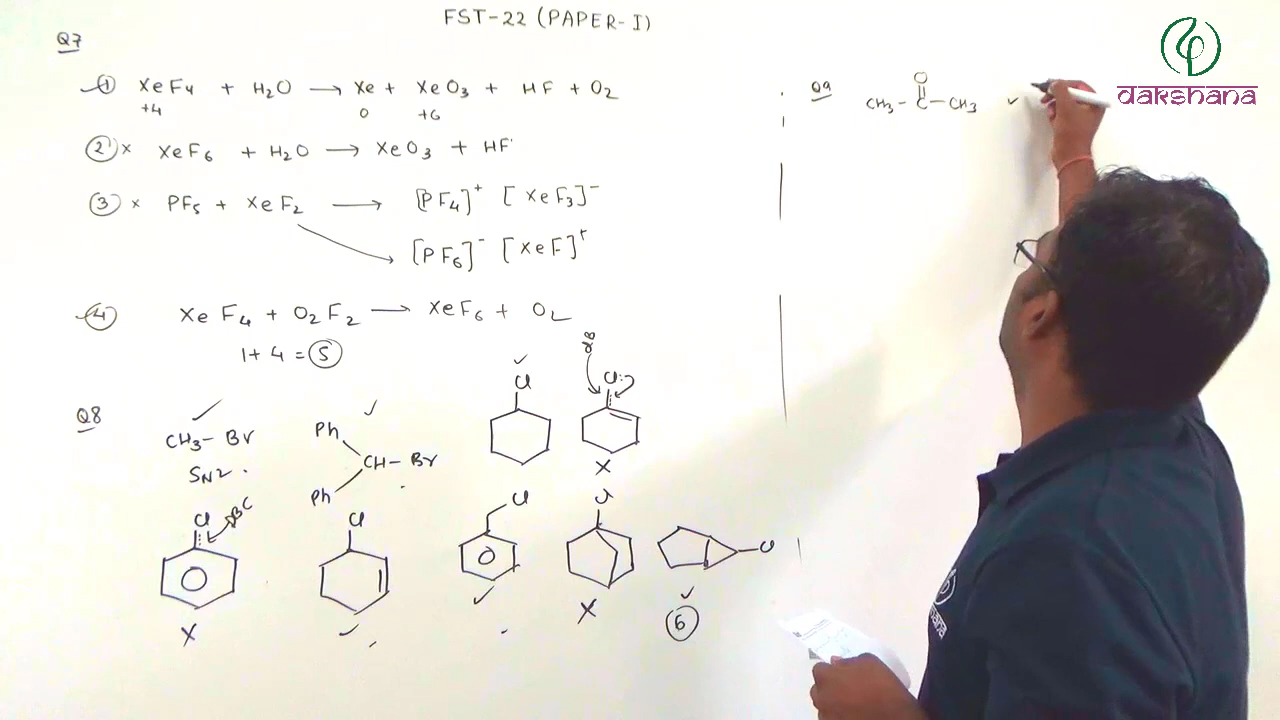 FST-22 (PAPER-I)
Q7
① XeF4 + H2O → Xe + XeO3 + HF + O2
+4 0 +6
② × XeF6 + H2O → XeO3 + HF
③ × PF5 + XeF2 → [PF4]+ [XeF3]-
[PF6]- [XeF]+
④ XeF4 + O2F2 → XeF6 + O2
1 + 4 = ⑤
Q8
CH3 - Br
SN2
Ph
CH - Br
Ph
✓
Cl
✓
Cl:
X
Cl
X
Cl
✓
Cl
✓
Cl
X
Cl
✓
⑥
Q9
O
CH3 - C - CH3 ✓
dakshana